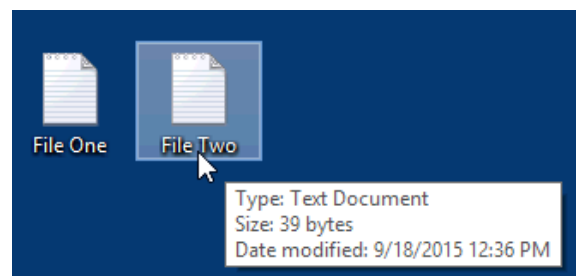 File One
File Two
Type: Text Document
Size: 39 bytes
Date modified: 9/18/2015 12:36 PM